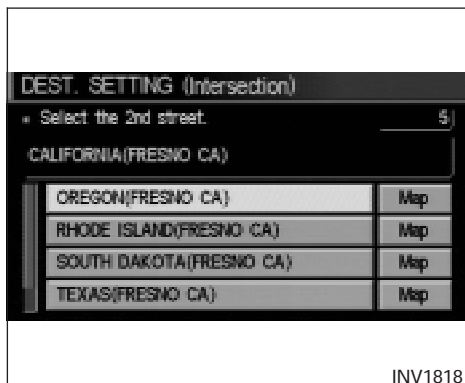 DEST. SETTING (Intersection)
Select the 2nd street. 5
CALIFORNIA(FRESNO CA)
OREGON(FRESNO CA) Map
RHODE ISLAND(FRESNO CA) Map
SOUTH DAKOTA(FRESNO CA) Map
TEXAS(FRESNO CA) Map
INV1818